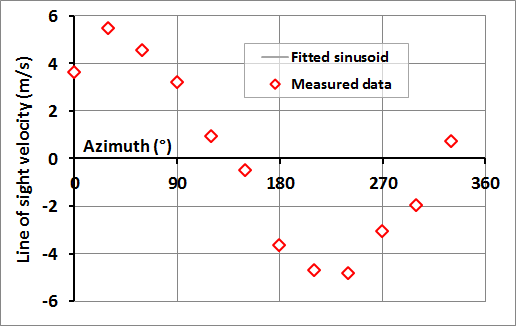 6
4
2
0
-2
-4
-6
Line of sight velocity (m/s)
Fitted sinusoid
Measured data
Azimuth (°)
0 90 180 270 360